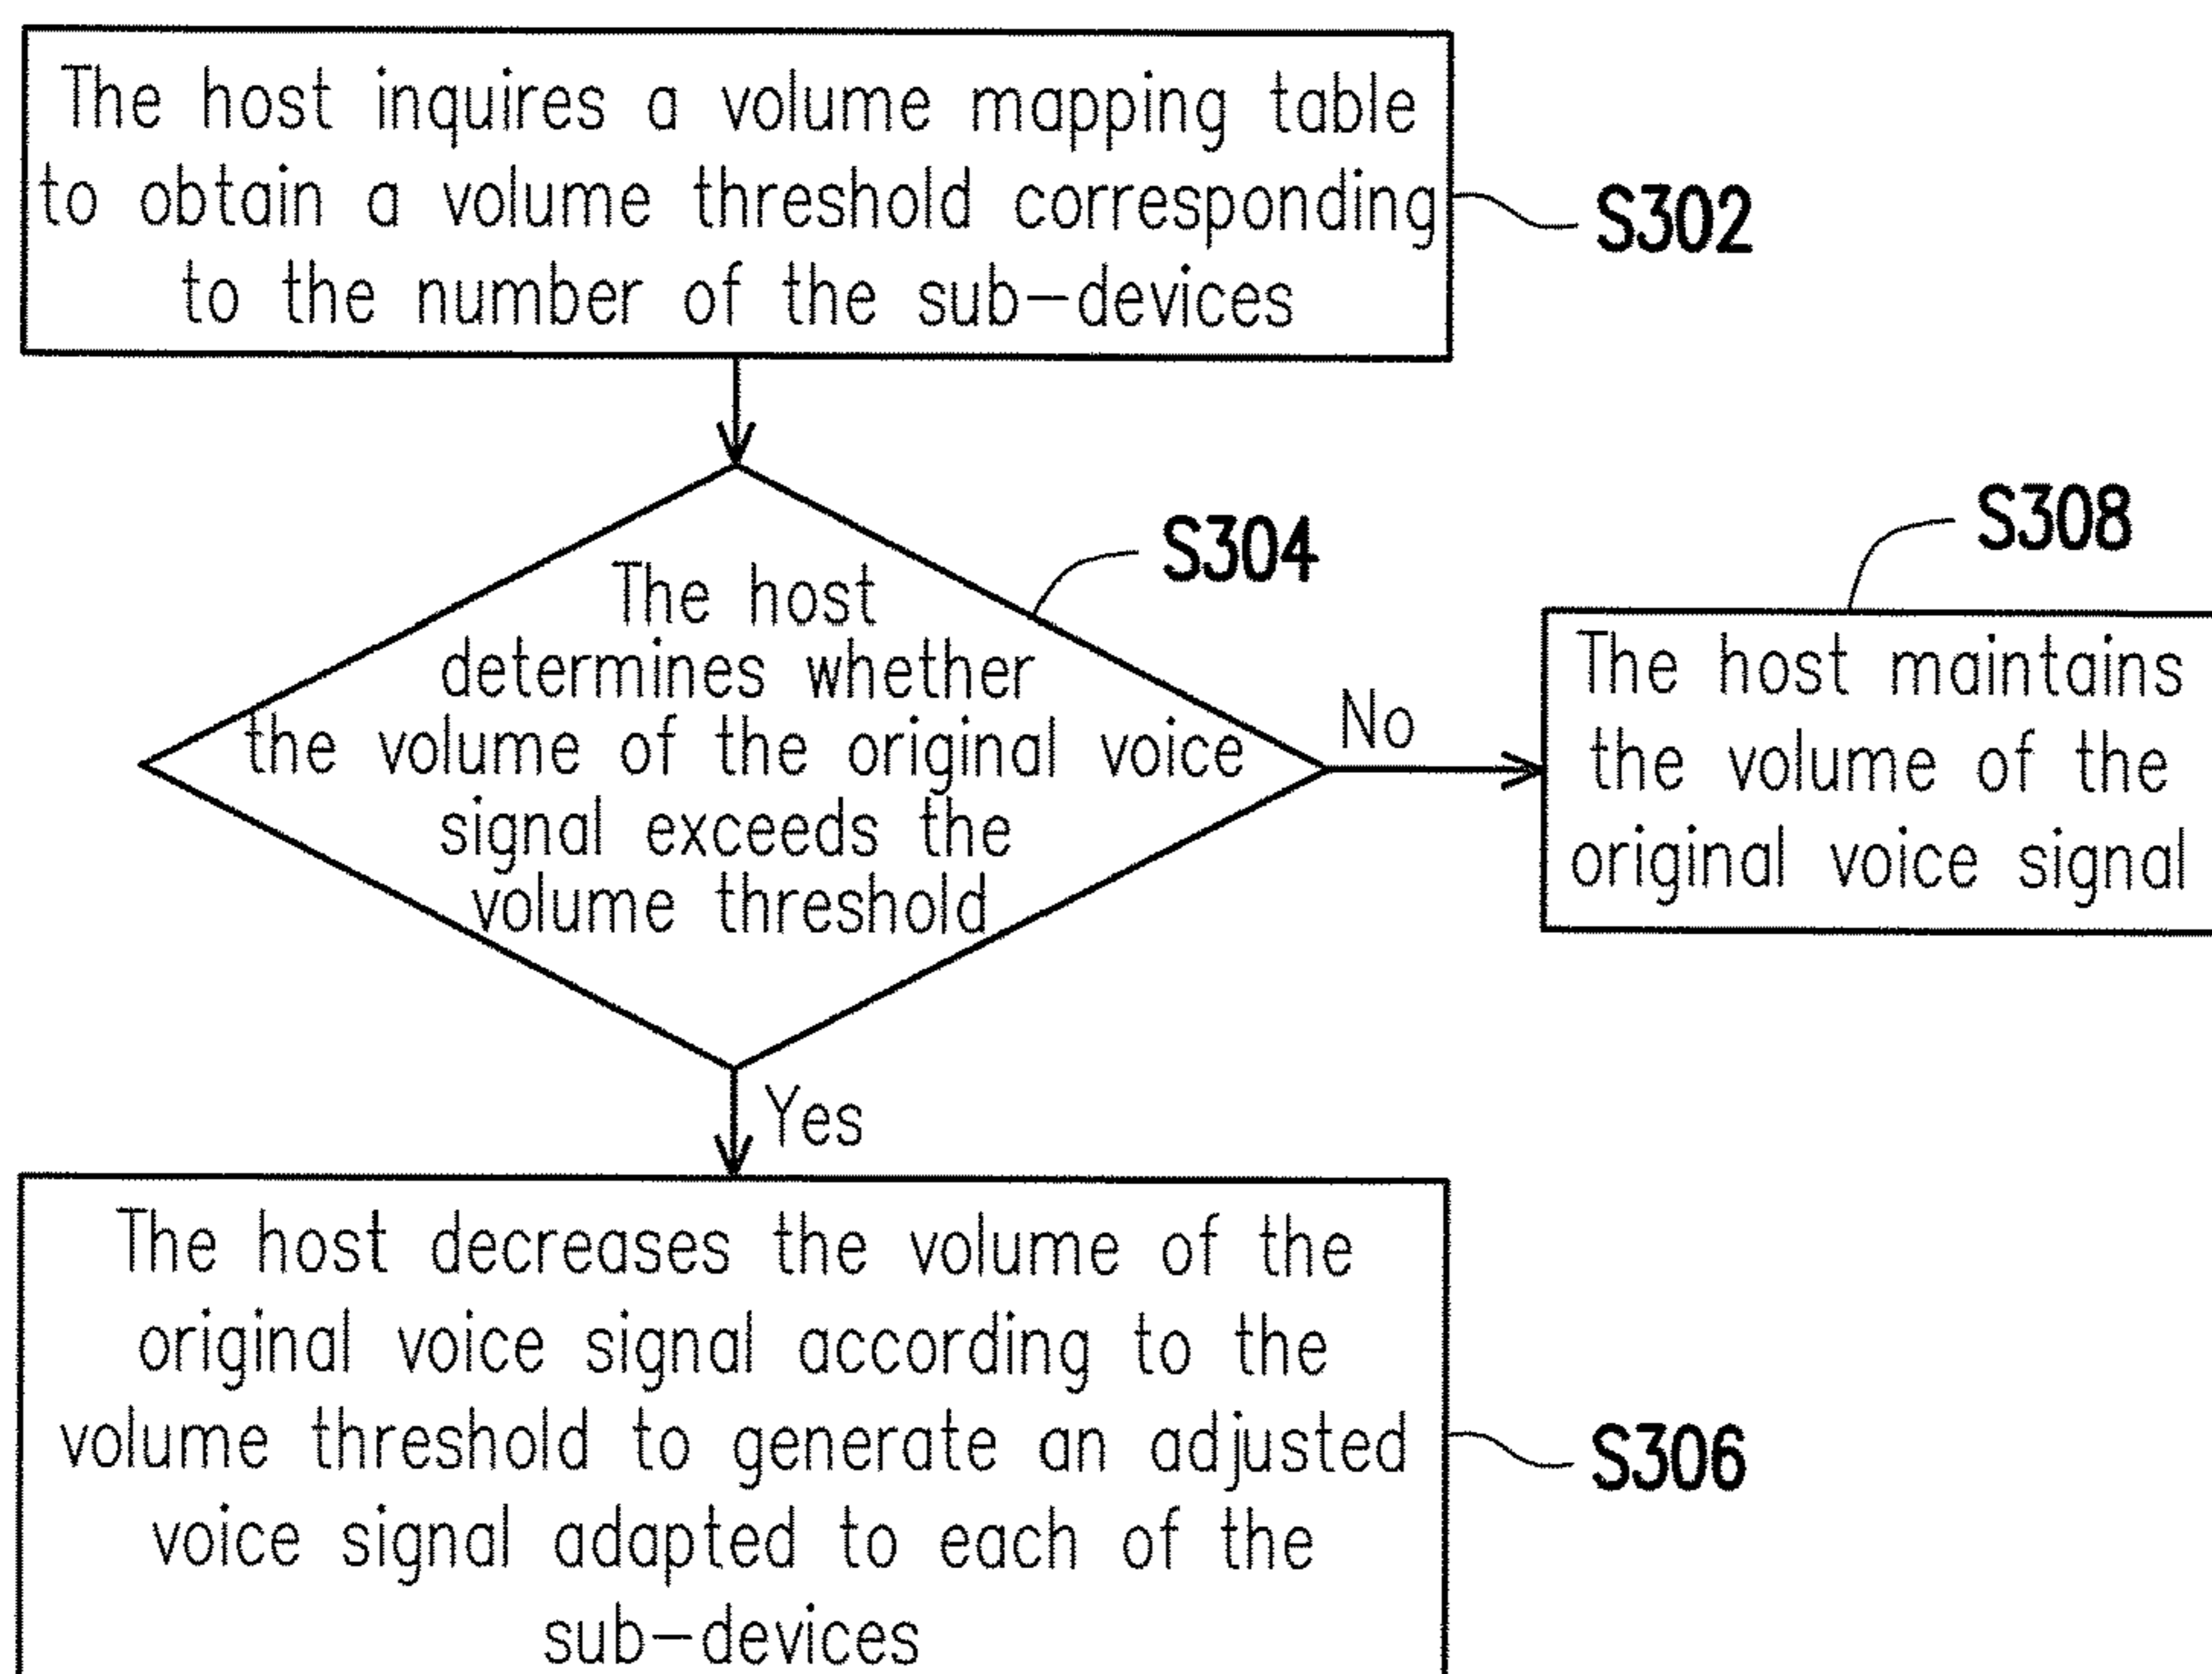 The host inquires a volume mapping table
to obtain a volume threshold corresponding
to the number of the sub-devices
S302
The host
determines whether
the volume of the original voice
signal exceeds the
volume threshold
S304
No
S308
The host maintains
the volume of the
original voice signal
Yes
The host decreases the volume of the
original voice signal according to the
volume threshold to generate an adjusted
voice signal adapted to each of the
sub-devices
S306